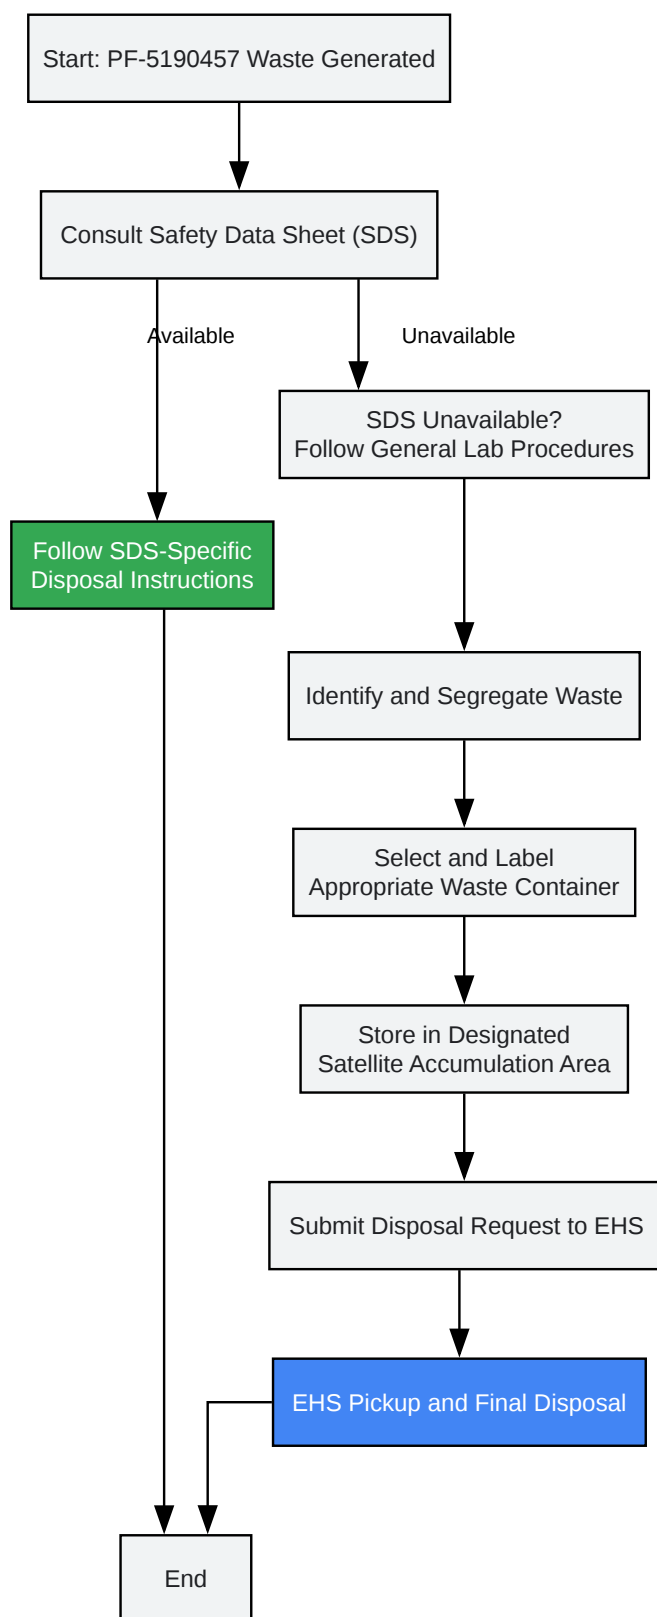 Start: PF-5190457 Waste Generated
Consult Safety Data Sheet (SDS)
Available
Unavailable
SDS Unavailable?
Follow General Lab Procedures
Follow SDS-Specific
Disposal Instructions
Identify and Segregate Waste
Select and Label
Appropriate Waste Container
Store in Designated
Satellite Accumulation Area
Submit Disposal Request to EHS
EHS Pickup and Final Disposal
End